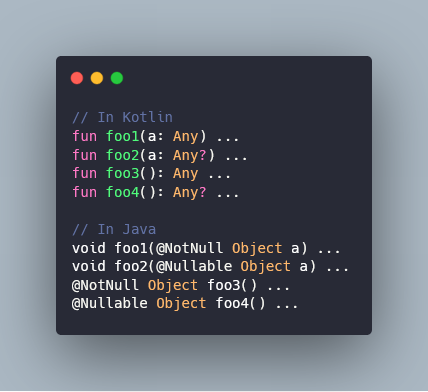 // In Kotlin
fun foo1(a: Any) ...
fun foo2(a: Any?) ...
fun foo3(): Any ...
fun foo4(): Any? ...
// In Java
void foo1(@NotNull Object a) ...
void foo2(@Nullable Object a) ...
@NotNull Object foo3() ...
@Nullable Object foo4() ...